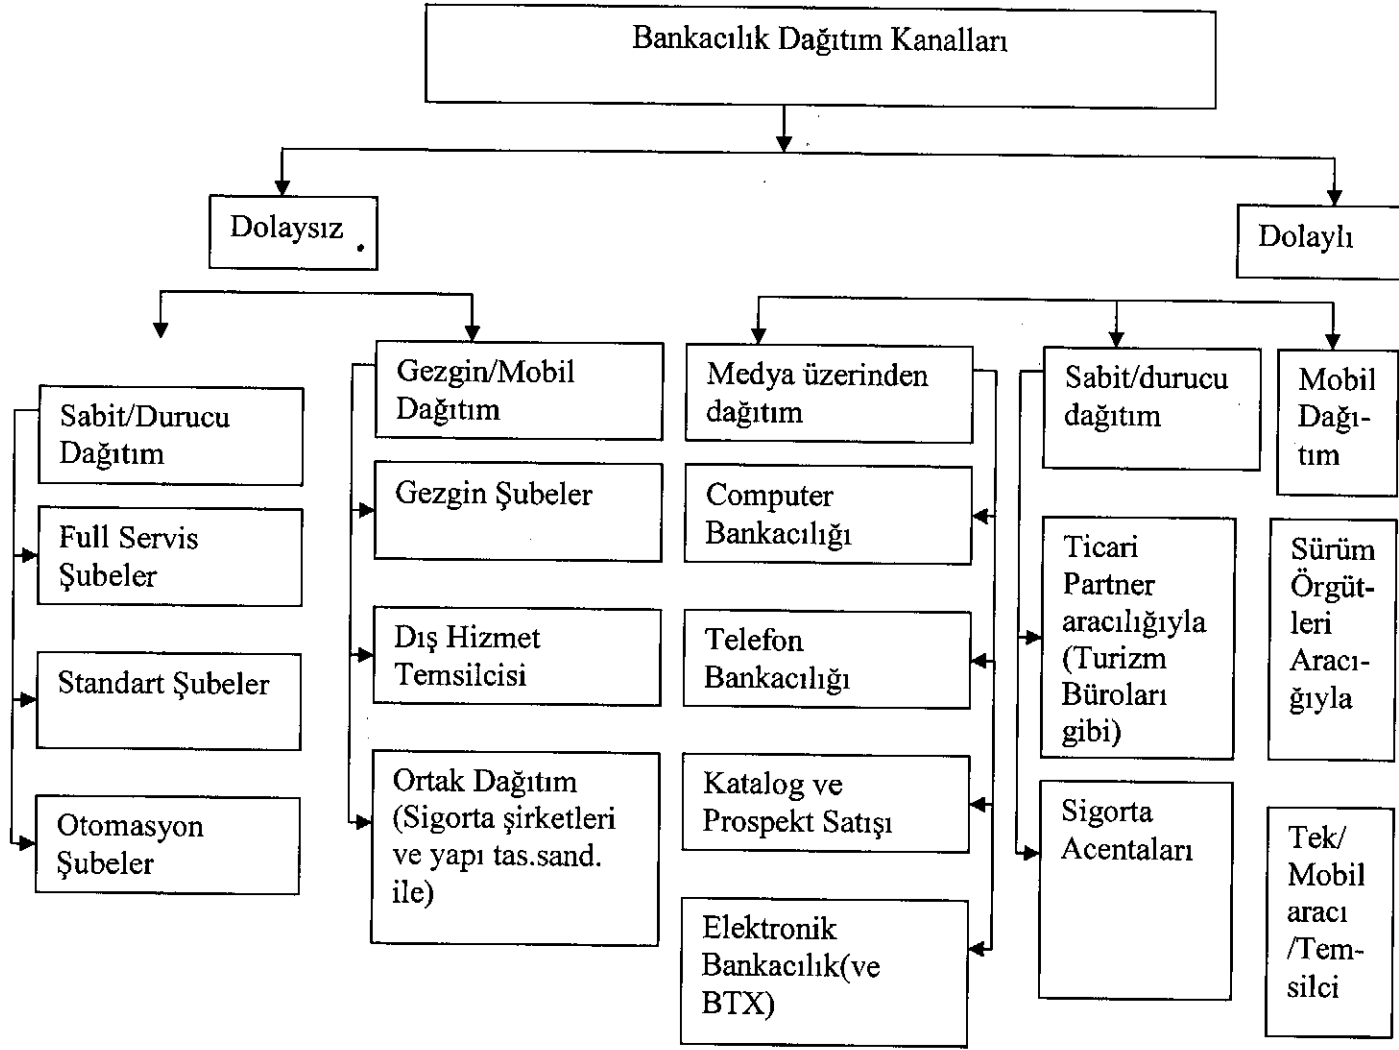 Bankacılık Dağıtım Kanalları
Dolaysız
Dolaylı
Sabit/Durucu
Dağıtım
Full Servis
Şubeler
Standart Şubeler
Otomasyon
Şubeler
Gezgin/Mobil
Dağıtım
Gezgin Şubeler
Dış Hizmet
Temsilcisi
Ortak Dağıtım
(Sigorta şirketleri
ve yapı tas.sand.
ile)
Medya üzerinden
dağıtım
Computer
Bankacılığı
Telefon
Bankacılığı
Katalog ve
Prospekt Satışı
Elektronik
Bankacılık(ve
BTX)
Sabit/durucu
dağıtım
Ticari
Partner
aracılığıyla
(Turizm
Büroları
gibi)
Sigorta
Acentaları
Mobil
Dağı-
tım
Sürüm
Örgüt-
leri
Aracı-
ğıyla
Tek/
Mobil
aracı
/Tem-
silci